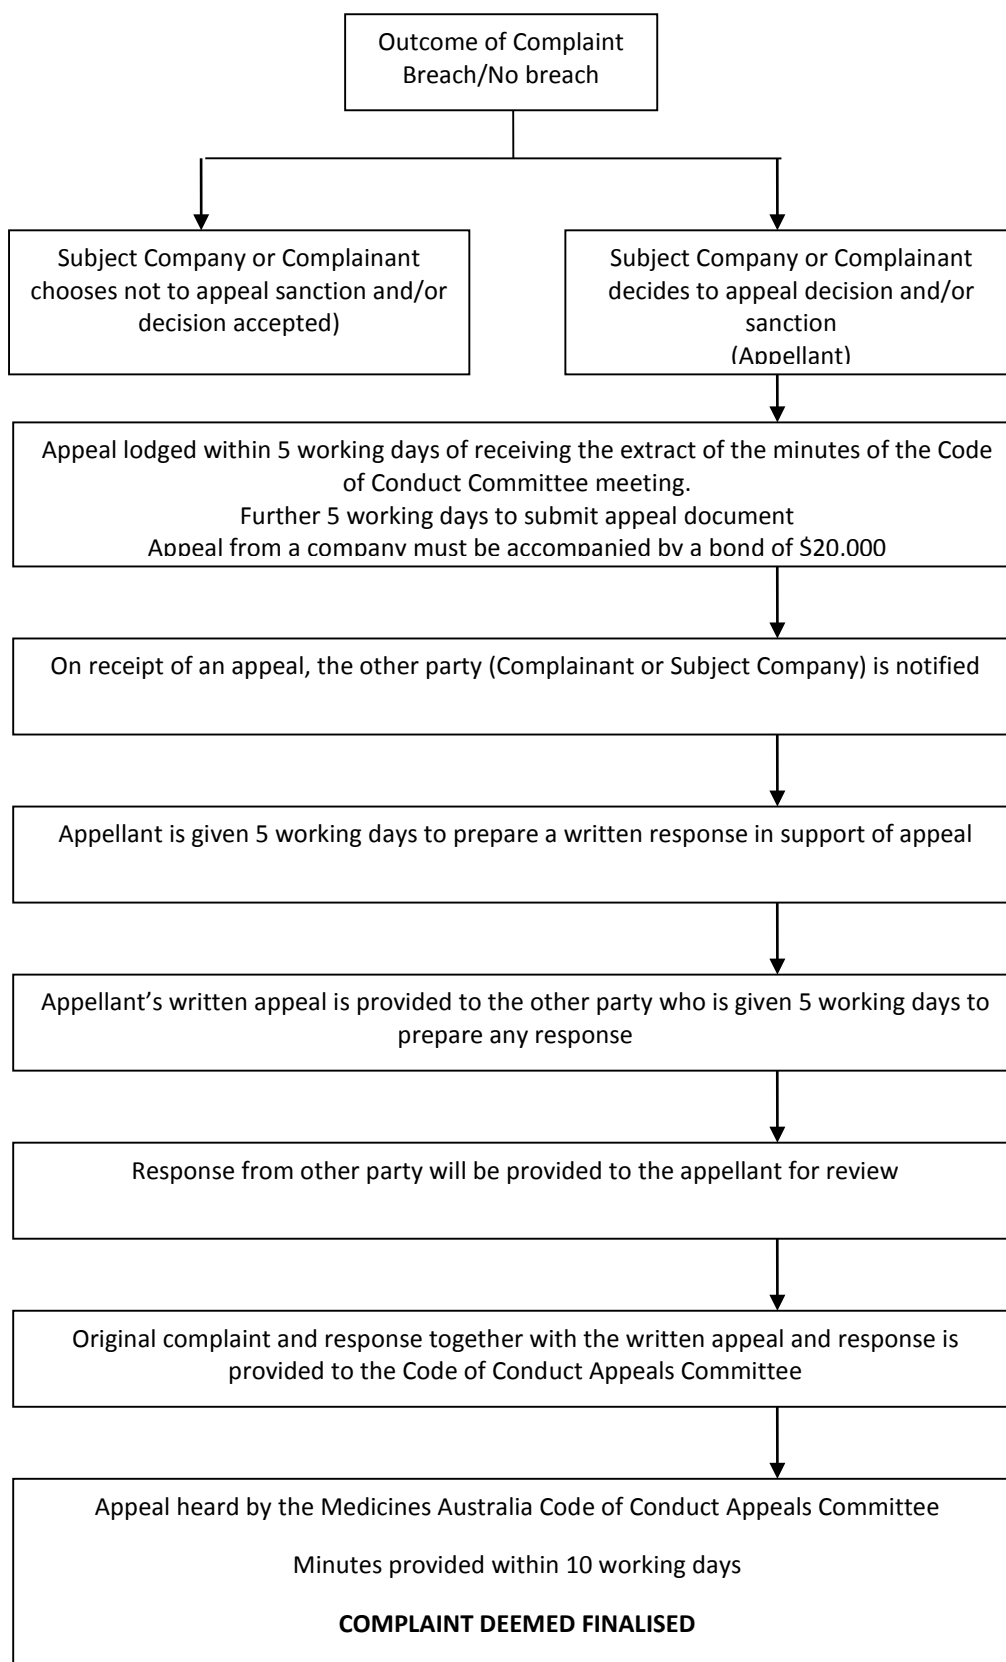 Outcome of Complaint
Breach/No breach
Subject Company or Complainant
chooses not to appeal sanction and/or
decision accepted)
Subject Company or Complainant
decides to appeal decision and/or
sanction
(Appellant)
Appeal lodged within 5 working days of receiving the extract of the minutes of the Code
of Conduct Committee meeting.
Further 5 working days to submit appeal document
Appeal from a company must be accompanied by a bond of $20,000
On receipt of an appeal, the other party (Complainant or Subject Company) is notified
Appellant is given 5 working days to prepare a written response in support of appeal
Appellant’s written appeal is provided to the other party who is given 5 working days to
prepare any response
Response from other party will be provided to the appellant for review
Original complaint and response together with the written appeal and response is
provided to the Code of Conduct Appeals Committee
Appeal heard by the Medicines Australia Code of Conduct Appeals Committee
Minutes provided within 10 working days
COMPLAINT DEEMED FINALISED